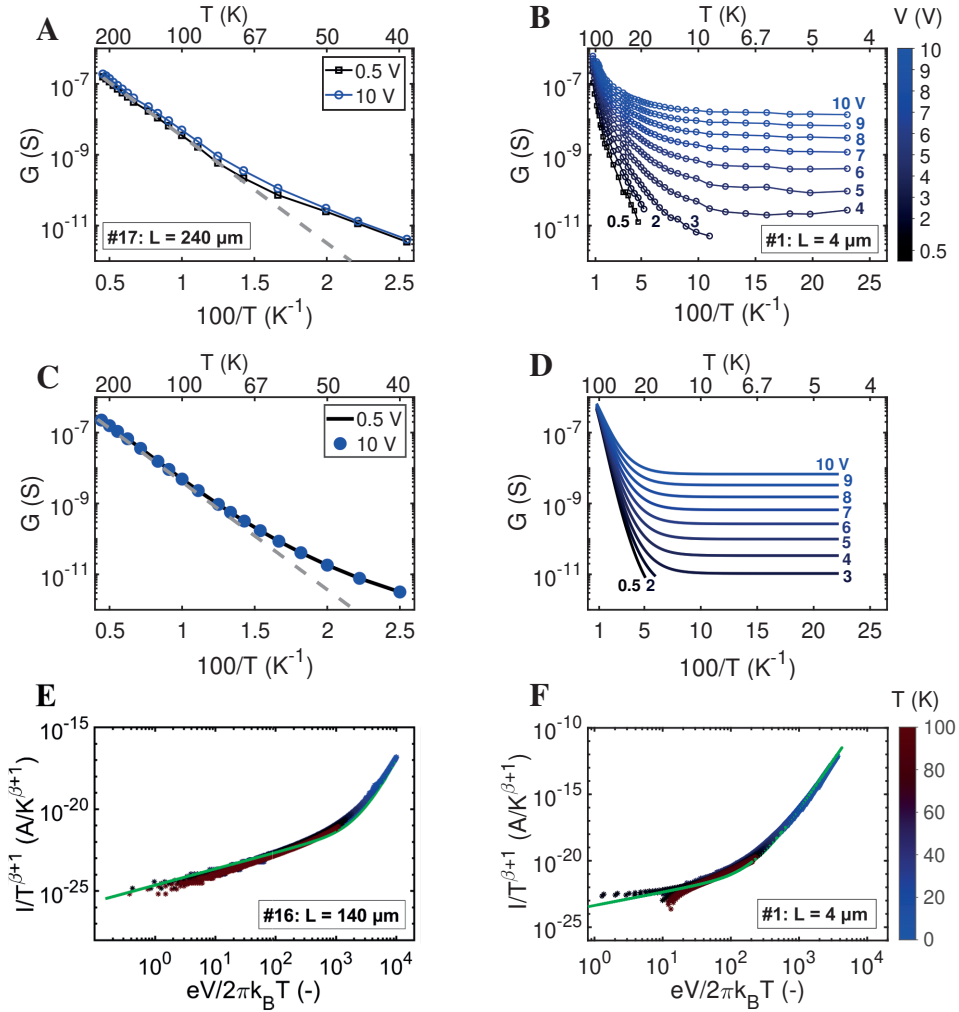 A
T (K)
200 100 67 50 40
G (S)
10^-7
10^-9
10^-11
0.5 V
10 V
#17: L = 240 µm
0.5 1 1.5 2 2.5
100/T (K^-1)
B
T (K)
100 20 10 6.7 5 4
G (S)
10^-7
10^-9
10^-11
10 V
9
8
7
6
5
4
0.5 2 3
#1: L = 4 µm
1 5 10 15 20 25
100/T (K^-1)
V (V)
10
9
8
7
6
5
4
3
2
1
0.5
C
T (K)
200 100 67 50 40
G (S)
10^-7
10^-9
10^-11
0.5 V
10 V
0.5 1 1.5 2 2.5
100/T (K^-1)
D
T (K)
100 20 10 6.7 5 4
G (S)
10^-7
10^-9
10^-11
10 V
9
8
7
6
5
4
3
0.5 2
1 5 10 15 20 25
100/T (K^-1)
E
I/T^β+1 (A/K^β+1)
10^-15
10^-20
10^-25
#16: L = 140 µm
10^0 10^1 10^2 10^3 10^4
eV/2πk_BT (-)
F
I/T^β+1 (A/K^β+1)
10^-10
10^-15
10^-20
10^-25
#1: L = 4 µm
10^0 10^1 10^2 10^3 10^4
eV/2πk_BT (-)
T (K)
100
80
60
40
20
0